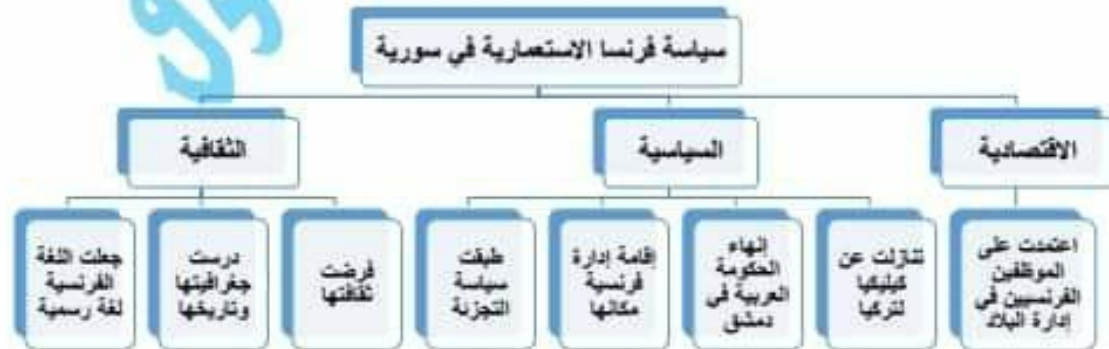 سياسة فرنسا الاستعمارية في سورية
الاقتصادية
السياسية
الثقافية
اعتمدت على
الموظفين
الفرنسيين في
إدارة البلاد
تنازلت عن
كيليكيا
لتركيا
إنهاء
الحكومة
العربية في
دمشق
إقامة إدارة
فرنسية
مكانها
طبقت
سياسة
التجزئة
فرضت
ثقافتها
درست
جغرافيتها
وتاريخها
جعلت اللغة
الفرنسية
لغة رسمية